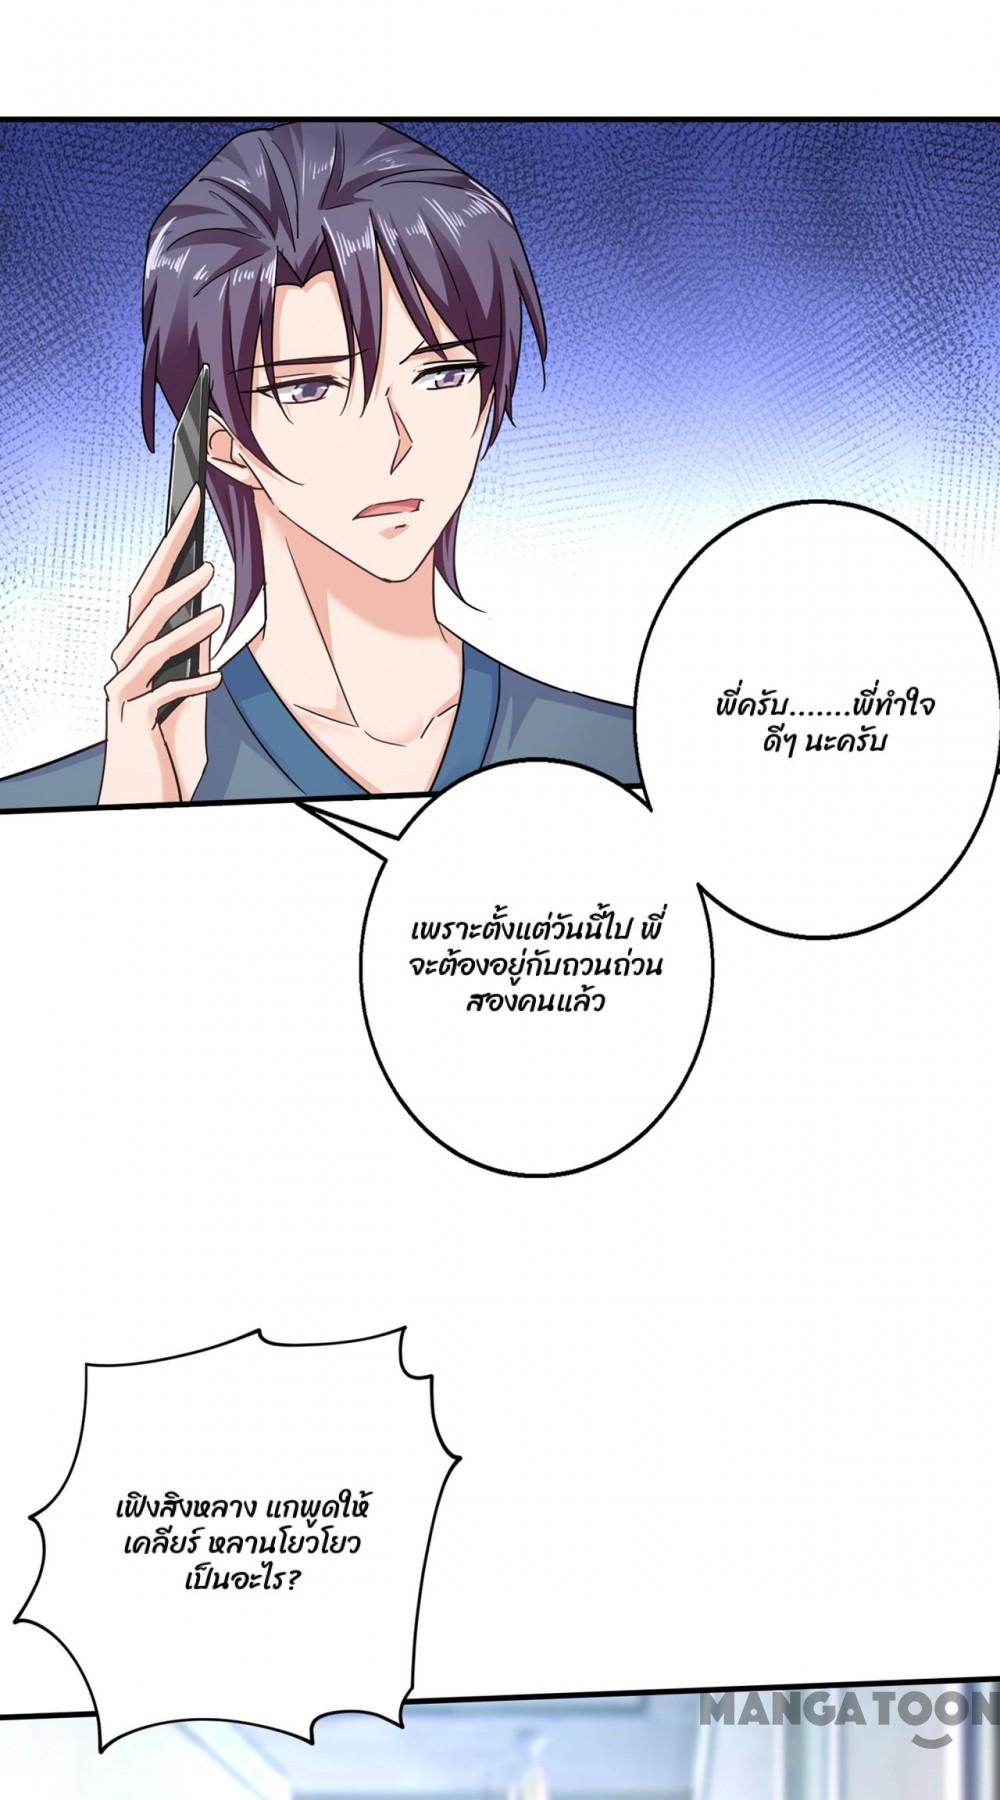 พี่ครับ.......พี่ทำใจ
ดีๆ นะครับ
เพราะตั้งแต่วันนี้ไป พี่
จะต้องอยู่กับถวนถ่วน
สองคนแล้ว
เฟิงสิงหลาง แกพูดให้
เคลียร์ หลานโยวโยว
เป็นอะไร?
MANGATOON